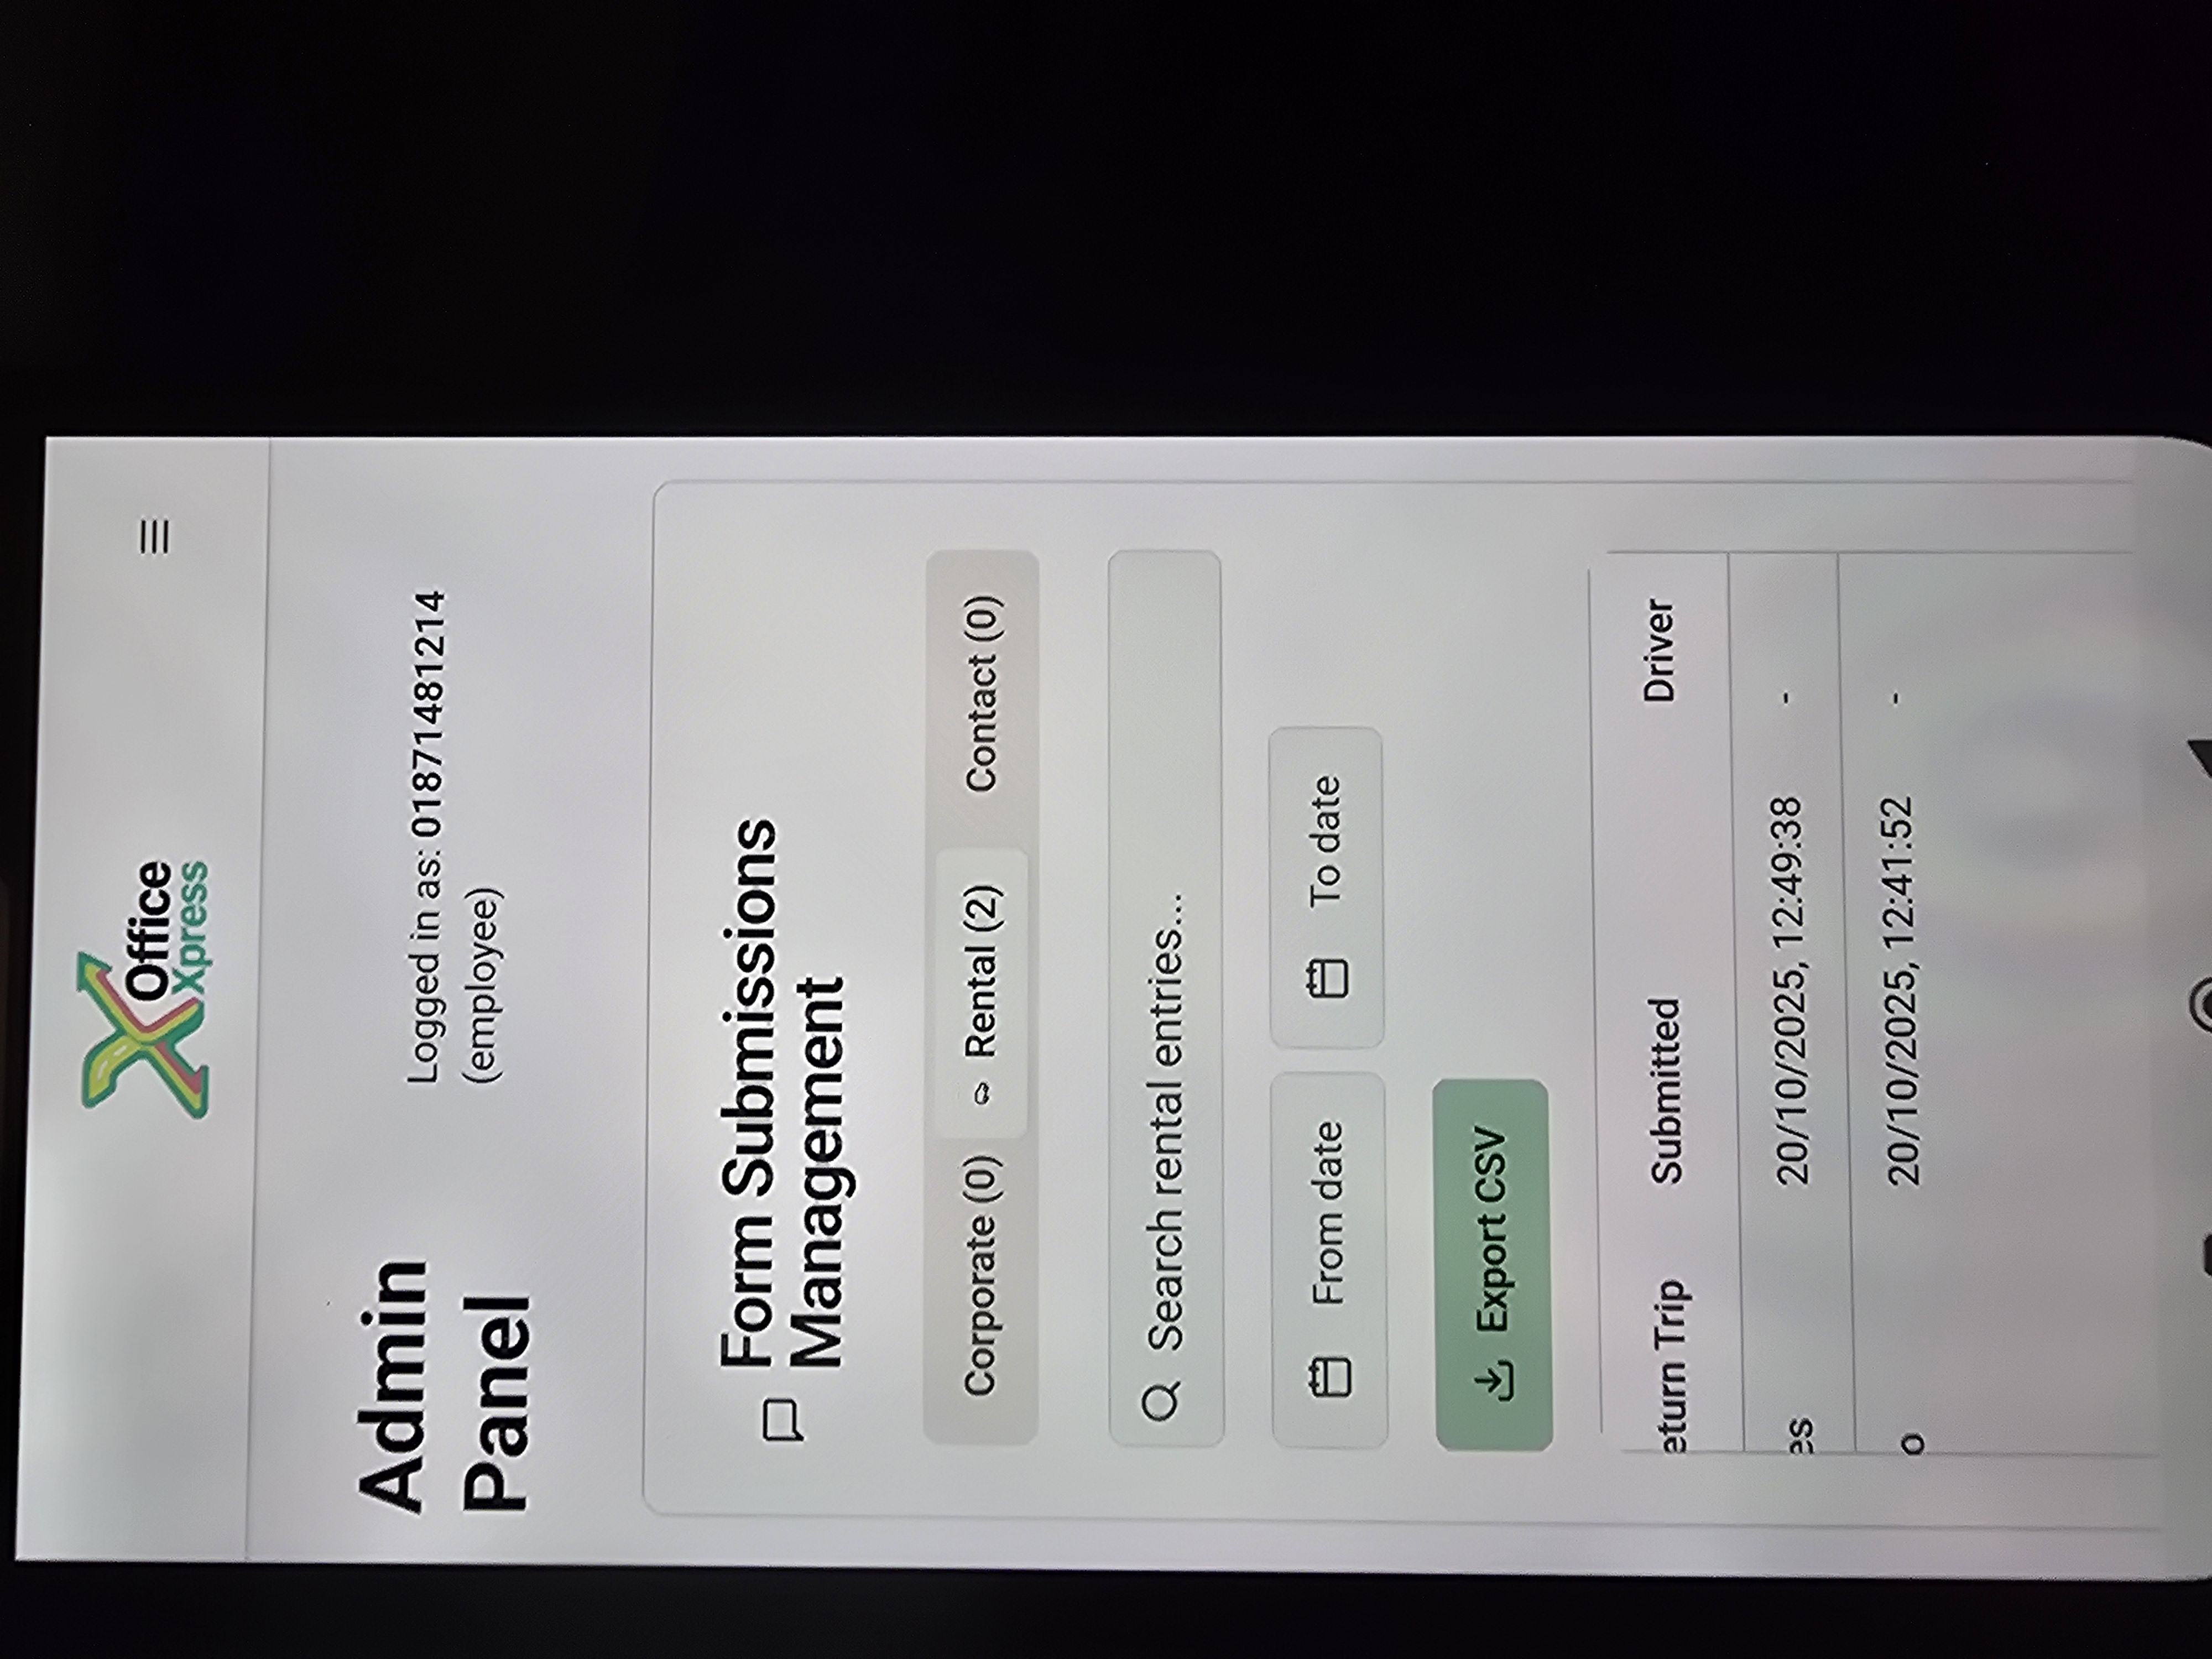 Office
Xpress
Admin
Panel
Logged in as: 01871481214
(employee)
Form Submissions
Management
Corporate (0)
Rental (2)
Contact (0)
Search rental entries...
From date
To date
Export CSV
eturn Trip Submitted Driver
es 20/10/2025, 12:49:38 -
o 20/10/2025, 12:41:52 -